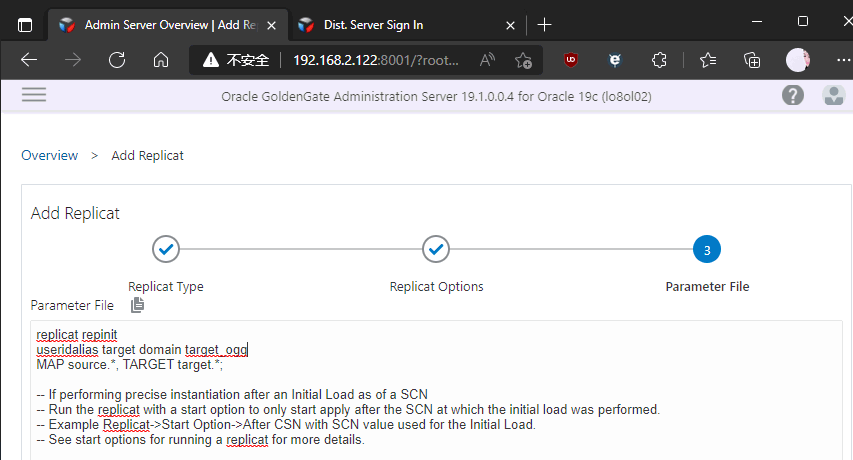 Admin Server Overview | Add Re
Dist. Server Sign In
不安全
192.168.2.122:8001/?root...
Oracle GoldenGate Administration Server 19.1.0.0.4 for Oracle 19c (lo8ol02)
Overview > Add Replicat
Add Replicat
3
Replicat Type
Replicat Options
Parameter File
Parameter File
replicat repinit
useridalias target domain target_ogg
MAP source.*, TARGET target.*;
-- If performing precise instantiation after an Initial Load as of a SCN
-- Run the replicat with a start option to only start apply after the SCN at which the initial load was performed.
-- Example Replicat->Start Option->After CSN with SCN value used for the Initial Load.
-- See start options for running a replicat for more details.